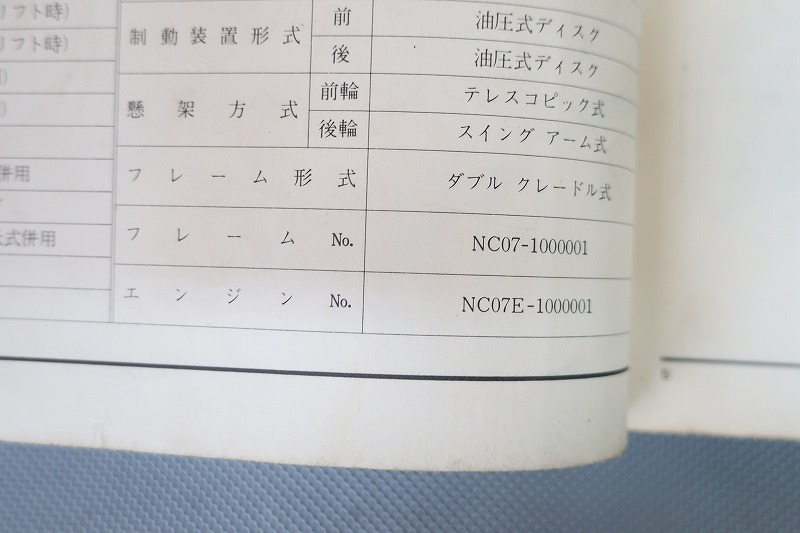 リフト時)
リフト時)
併用
式併用
制動装置形式 前 油圧式ディスク
後 油圧式ディスク
懸架方式 前輪 テレスコピック式
後輪 スイング アーム式
フレーム形式 ダブル クレードル式
フレーム No. NC07-1000001
エンジン No. NC07E-1000001